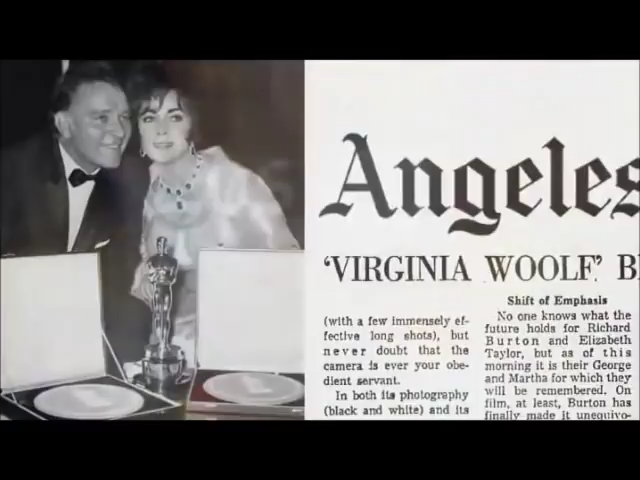 Angeles
'VIRGINIA WOOLF' B
(with a few immensely ef-
fective long shots), but
never doubt that the
camera is ever your obe-
dient servant.
In both its photography
(black and white) and its
Shift of Emphasis
No one knows what the
future holds for Richard
Burton and Elizabeth
Taylor, but as of this
morning it is their George
and Martha for which they
will be remembered. On
film, at least, Burton has
finally made it unequivo-